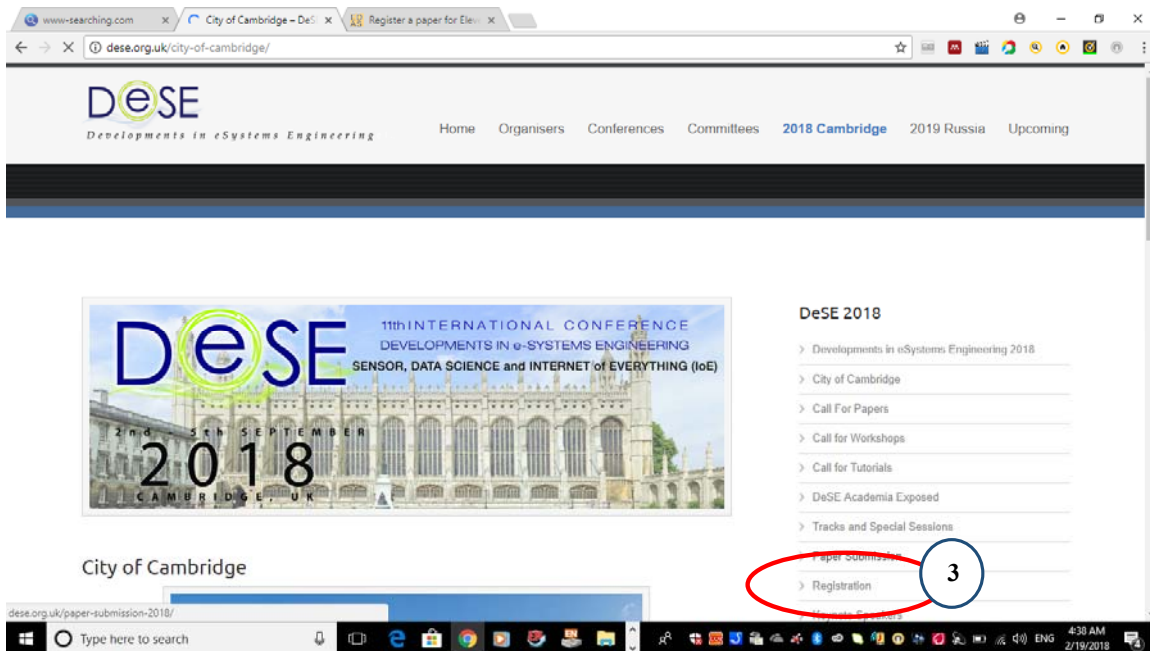 www-searching.com
City of Cambridge – DeS
Register a paper for Elev
dese.org.uk/city-of-cambridge/
DeSE
Developments in eSystems Engineering
Home Organisers Conferences Committees 2018 Cambridge 2019 Russia Upcoming
DeSE
11th INTERNATIONAL CONFERENCE
DEVELOPMENTS IN e-SYSTEMS ENGINEERING
SENSOR, DATA SCIENCE and INTERNET of EVERYTHING (IoE)
2nd - 5th SEPTEMBER
2018
CAMBRIDGE, UK
City of Cambridge
DeSE 2018
> Developments in eSystems Engineering 2018
> City of Cambridge
> Call For Papers
> Call for Workshops
> Call for Tutorials
> DeSE Academia Exposed
> Tracks and Special Sessions
> Paper Submission
> Registration
> Keynote Speakers
3
dese.org.uk/paper-submission-2018/
Type here to search
ENG
4:38 AM
2/19/2018